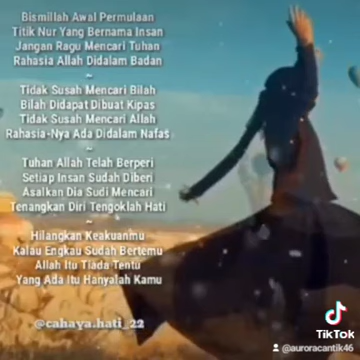 Bismillah Awal Permulaan
Titik Nur Yang Bernama Insan
Jangan Ragu Mencari Tuhan
Rahasia Allah Didalam Badan
~
Tidak Susah Mencari Bilah
Bilah Didapat Dibuat Kipas
Tidak Susah Mencari Allah
Rahasia-Nya Ada Didalam Nafas
~
Tuhan Allah Telah Berperi
Setiap Insan Sudah Diberi
Asalkan Dia Sudi Mencari
Tenangkan Diri Tengoklah Hati
~
Hilangkan Keakuanmu
Kalau Engkau Sudah Bertemu
Allah Itu Tiada Tentu
Yang Ada Itu Hanyalah Kamu
@cahaya.hati_22
TikTok
@auroracantik46